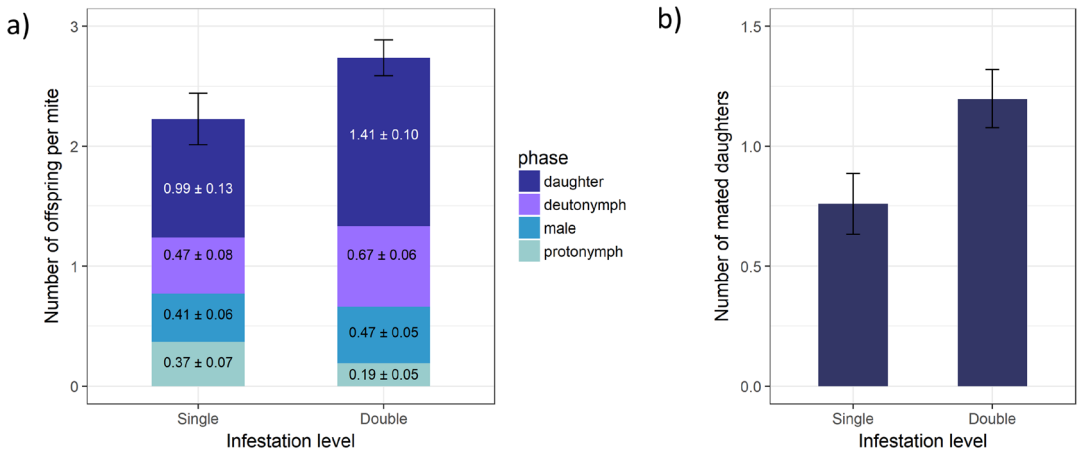 a)
Number of offspring per mite
3
2
1
0
0.99 ± 0.13
0.47 ± 0.08
0.41 ± 0.06
0.37 ± 0.07
1.41 ± 0.10
0.67 ± 0.06
0.47 ± 0.05
0.19 ± 0.05
Single
Double
Infestation level
phase
daughter
deutonymph
male
protonymph
b)
Number of mated daughters
1.5
1.0
0.5
0.0
Single
Double
Infestation level